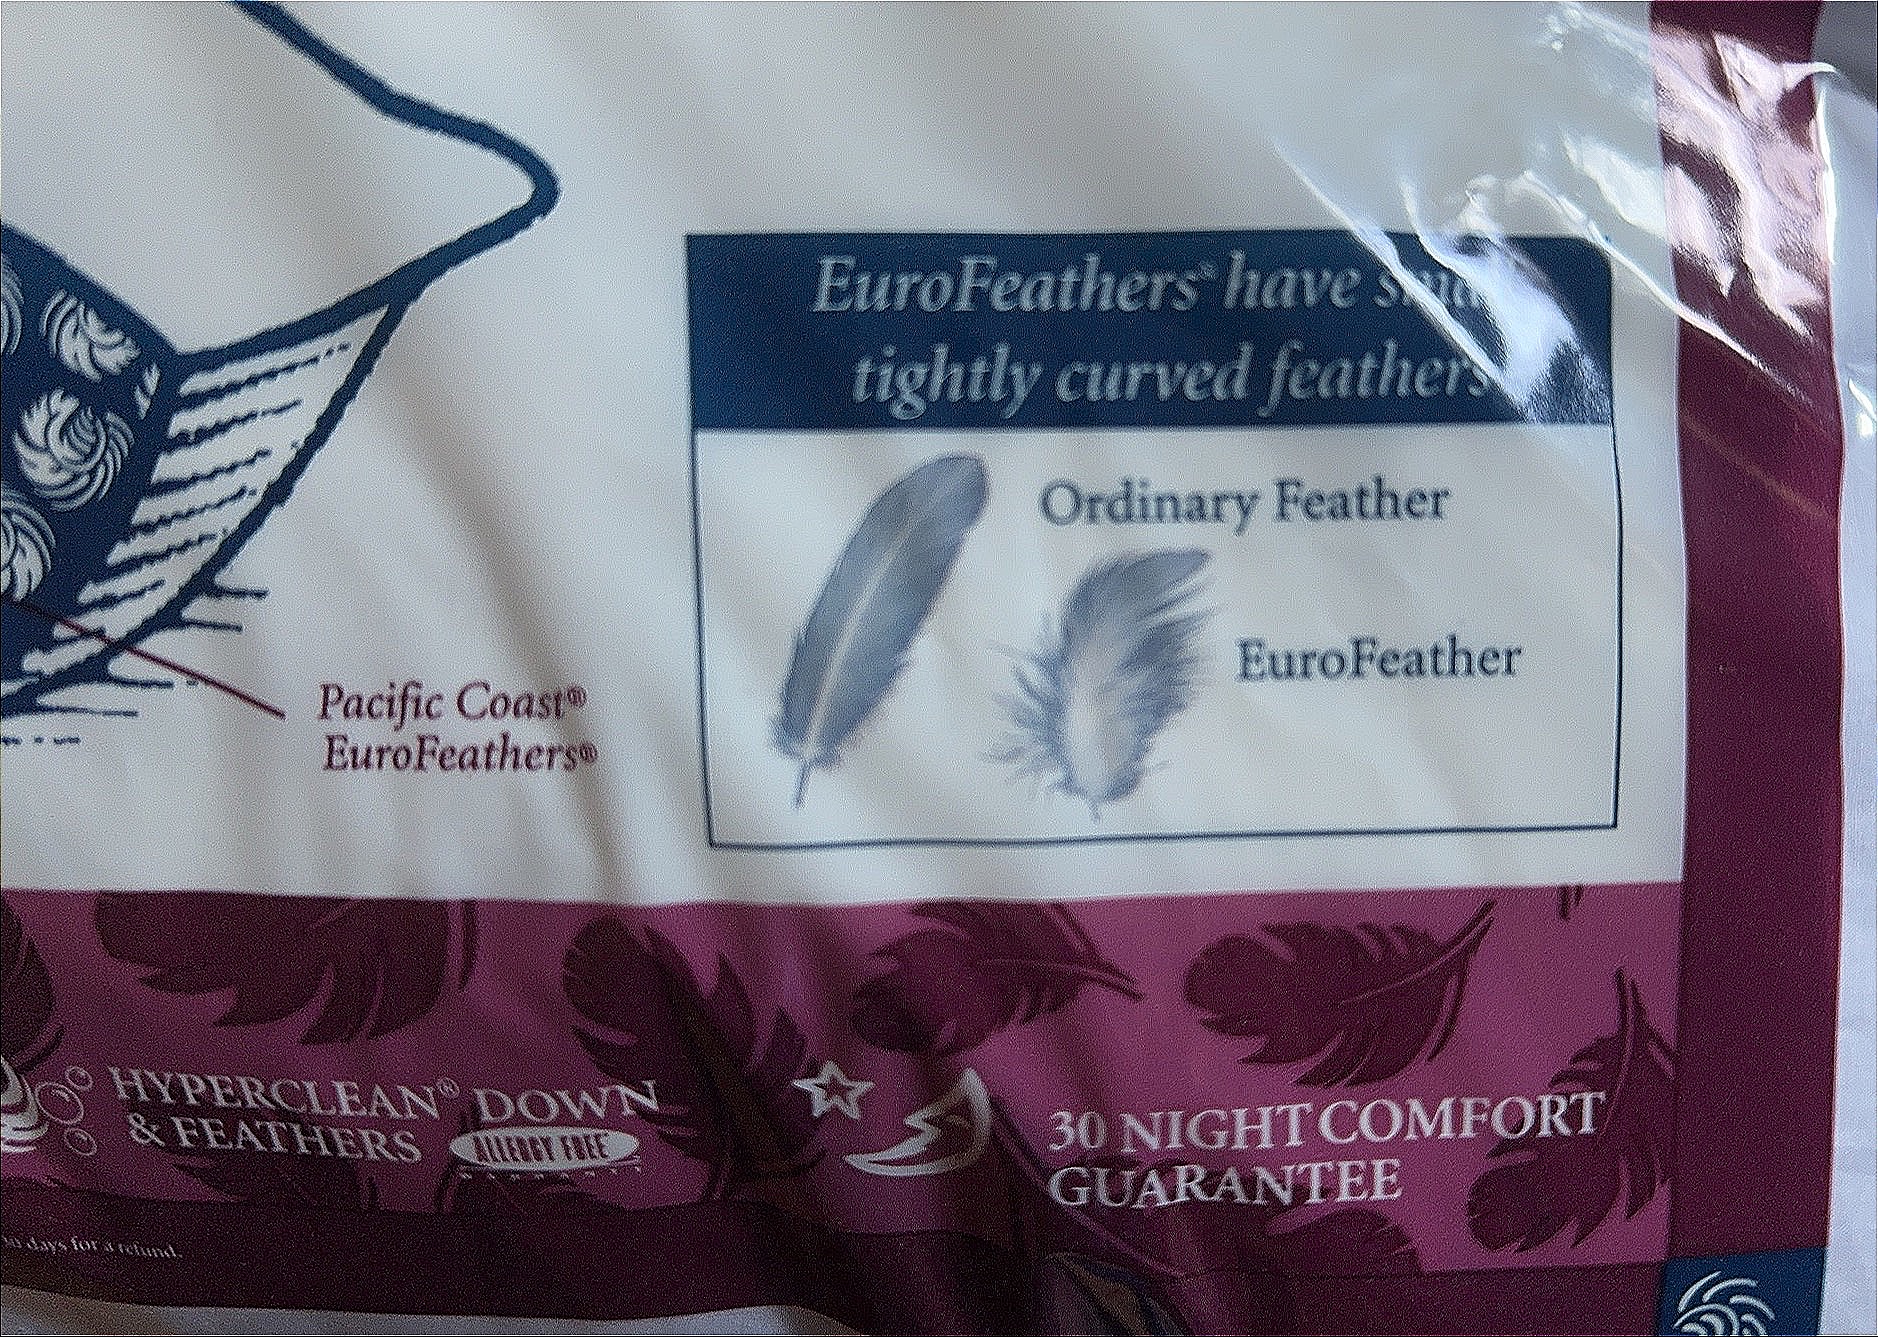 EuroFeathers® have
tightly curved feathers
Ordinary Feather
EuroFeather
Pacific Coast®
EuroFeathers®
HYPERCLEAN® DOWN
& FEATHERS ALLERGY FREE
30 NIGHT COMFORT
GUARANTEE
days for a refund.